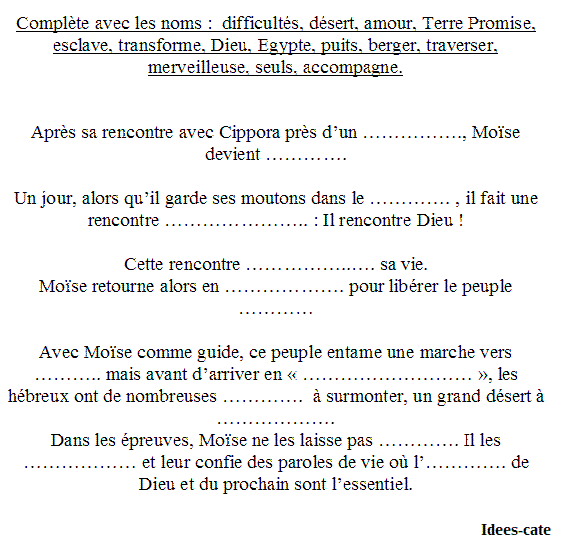 Complète avec les noms :  difficultés, désert, amour, Terre Promise,
esclave, transforme, Dieu, Egypte, puits, berger, traverser,
merveilleuse, seuls, accompagne.
Après sa rencontre avec Cippora près d’un ……………., Moïse
devient ………….
Un jour, alors qu’il garde ses moutons dans le …………. , il fait une
rencontre ………………….. : Il rencontre Dieu !
Cette rencontre ……………..…. sa vie.
Moïse retourne alors en ………………. pour libérer le peuple
…………
Avec Moïse comme guide, ce peuple entame une marche vers
……….. mais avant d’arriver en « ……………………… », les
hébreux ont de nombreuses ………….  à surmonter, un grand désert à
……………….
Dans les épreuves, Moïse ne les laisse pas …………. Il les
……………… et leur confie des paroles de vie où l’…………. de
Dieu et du prochain sont l’essentiel.
Idees-cate